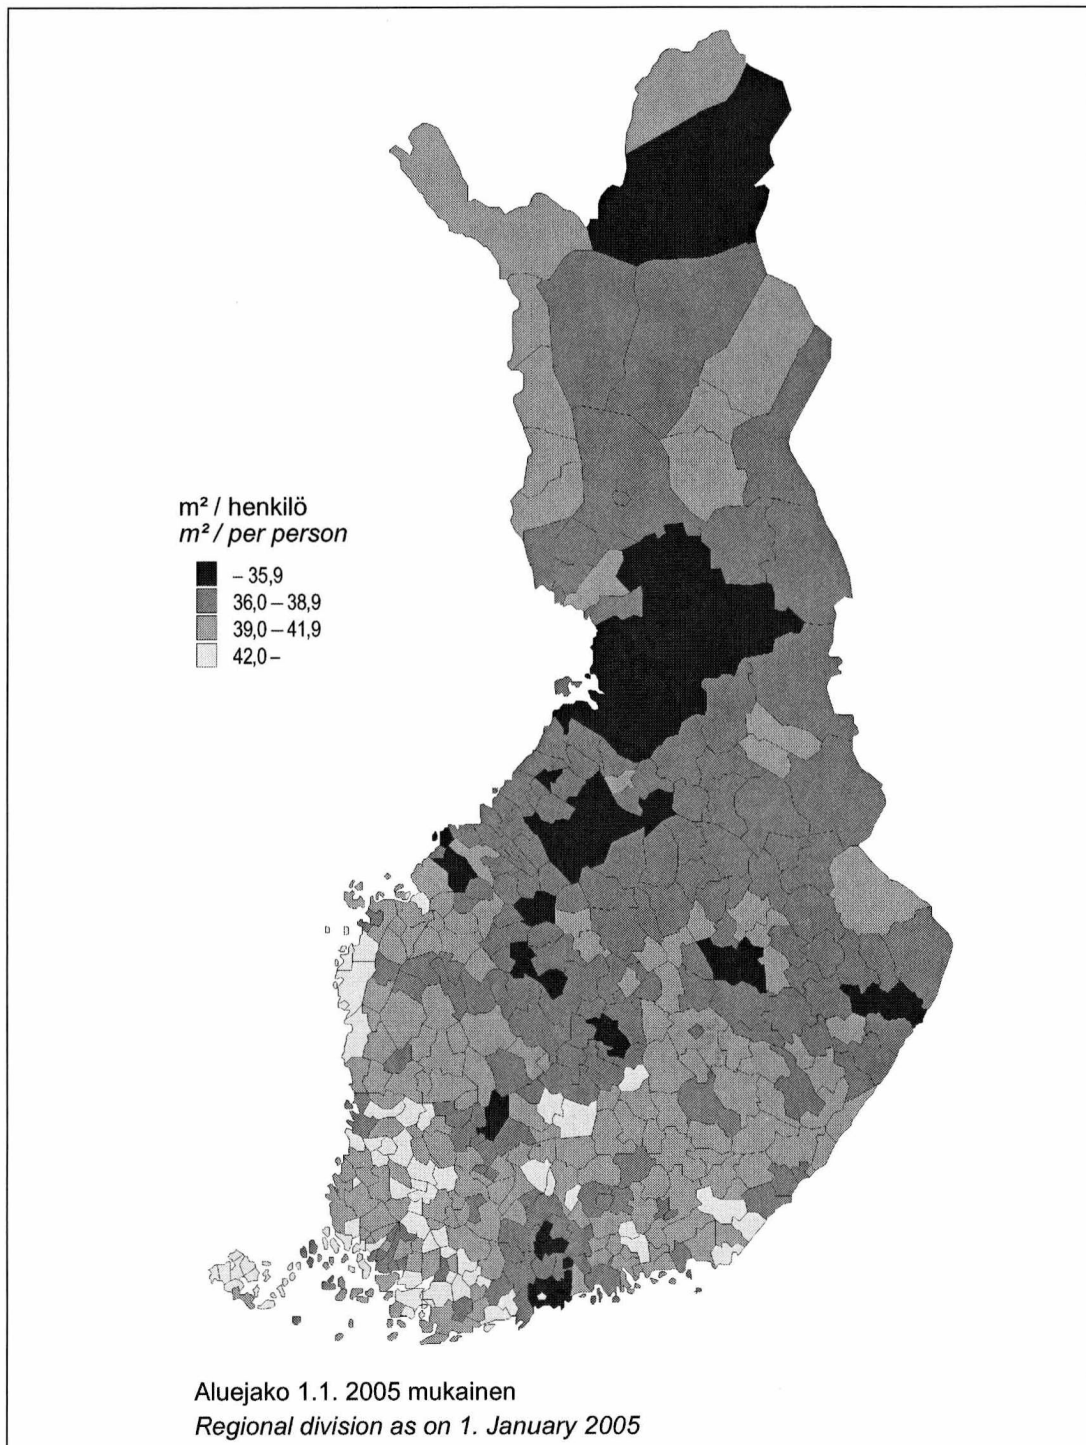 m² / henkilö
m² / per person
– 35,9
36,0 – 38,9
39,0 – 41,9
42,0 –
Aluejako 1.1. 2005 mukainen
Regional division as on 1. January 2005